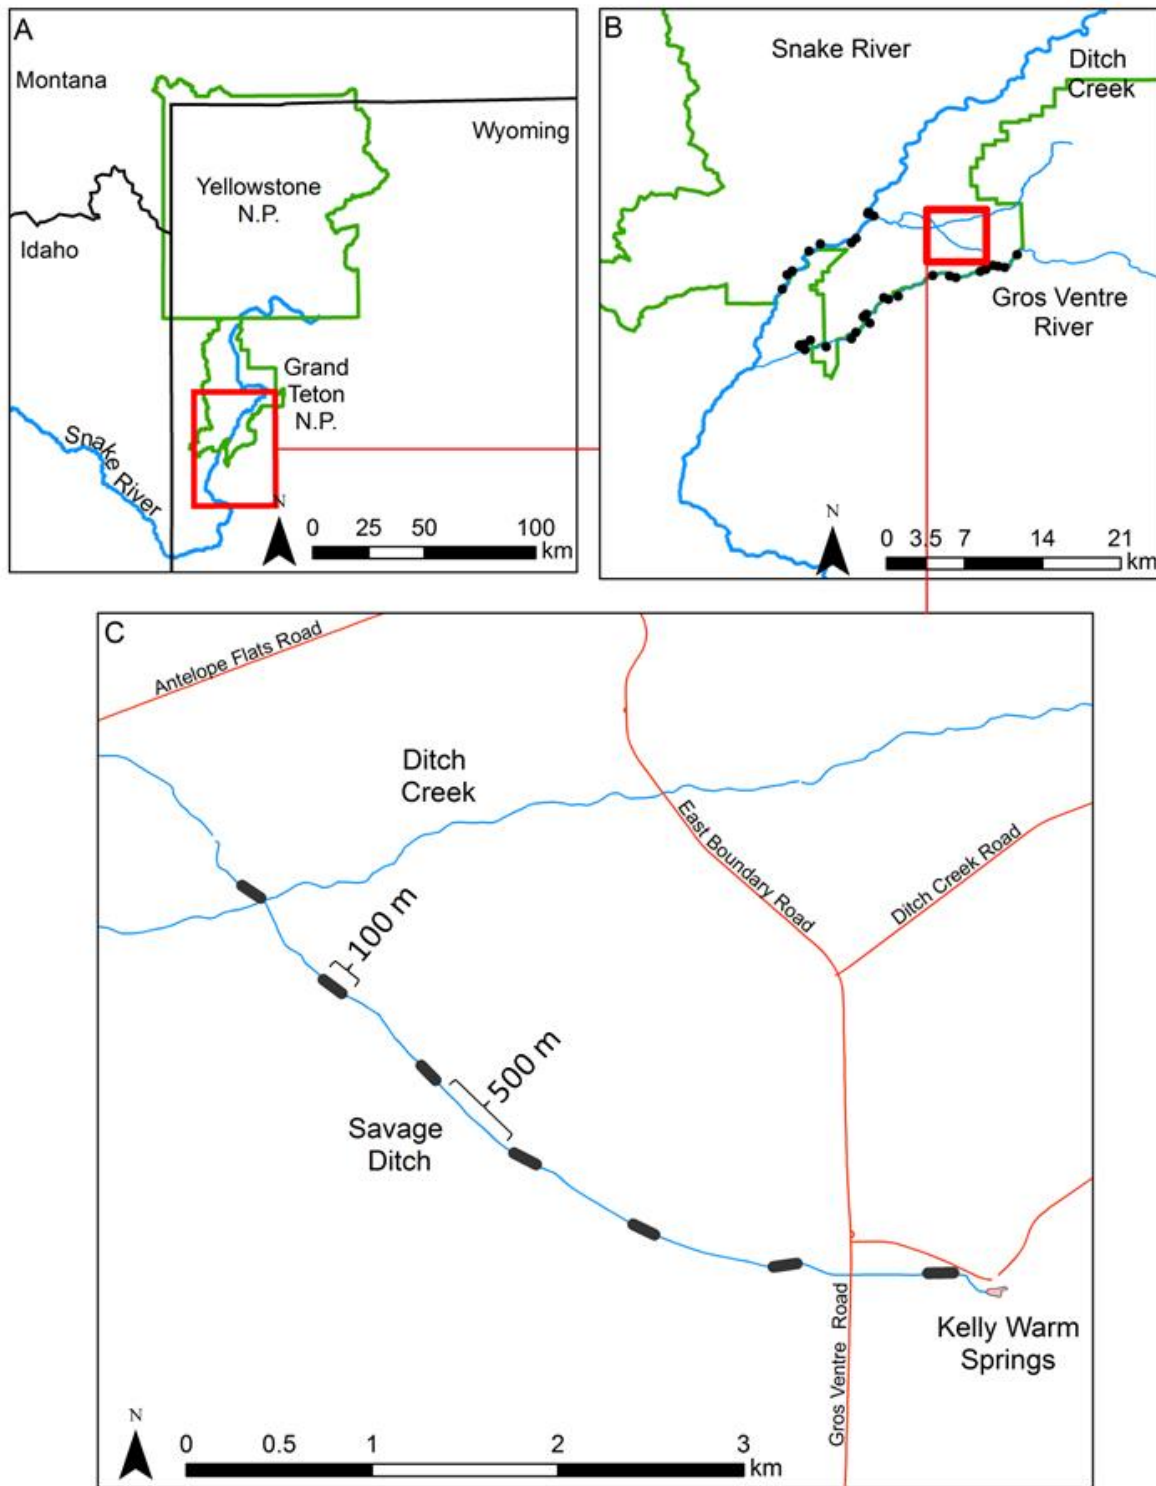 A
Montana
Wyoming
Yellowstone
N.P.
Idaho
Grand
Teton
N.P.
Snake River
N
0 25 50 100
km
B
Snake River
Ditch
Creek
Gros Ventre
River
N
0 3.5 7 14 21
km
C
Antelope Flats Road
Ditch
Creek
East Boundary Road
Ditch Creek Road
100 m
500 m
Savage
Ditch
Gros Ventre Road
Kelly Warm
Springs
N
0 0.5 1 2 3
km